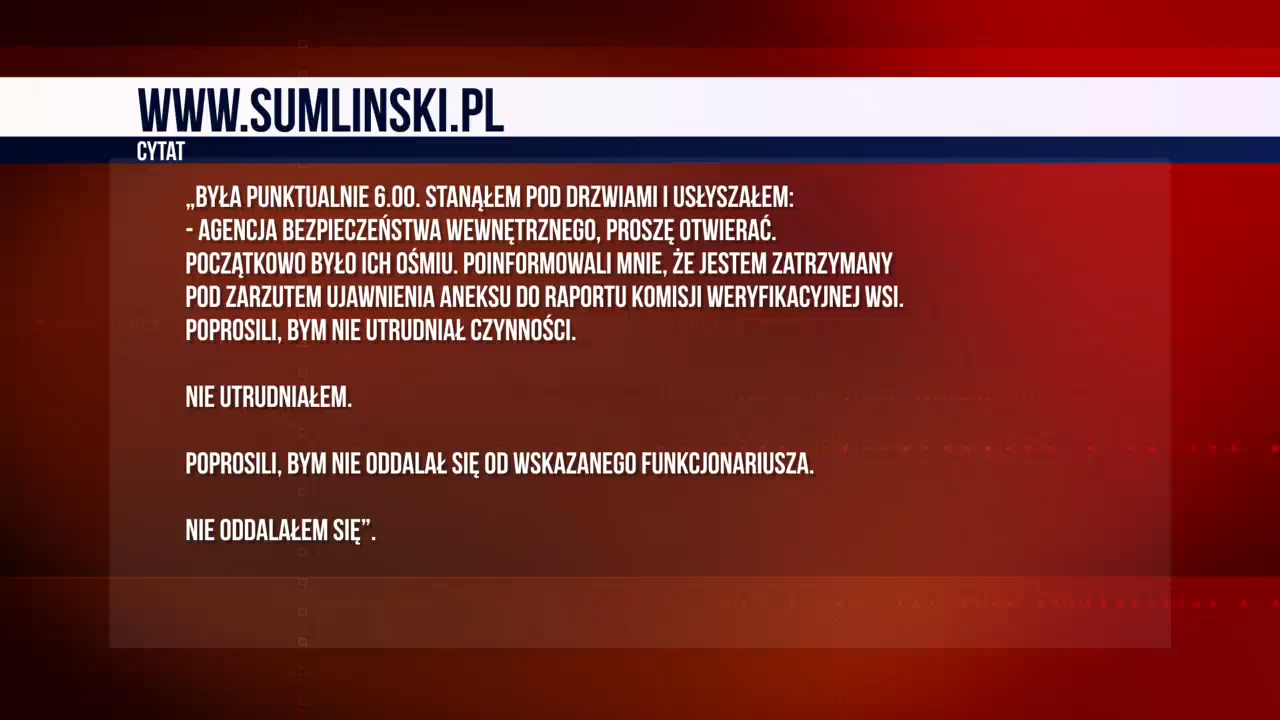 WWW.SUMLINSKI.PL
CYTAT
„BYŁA PUNKTUALNIE 6.00. STANĄŁEM POD DRZWIAMI I USŁYSZAŁEM:
- AGENCJA BEZPIECZEŃSTWA WEWNĘTRZNEGO, PROSZĘ OTWIERAĆ.
POCZĄTKOWO BYŁO ICH OŚMIU. POINFORMOWALI MNIE, ŻE JESTEM ZATRZYMANY
POD ZARZUTEM UJAWNIENIA ANEKSU DO RAPORTU KOMISJI WERYFIKACYJNEJ WSI.
POPROSILI, BYM NIE UTRUDNIAŁ CZYNNOŚCI.
NIE UTRUDNIAŁEM.
POPROSILI, BYM NIE ODDALAŁ SIĘ OD WSKAZANEGO FUNKCJONARIUSZA.
NIE ODDALAŁEM SIĘ”.